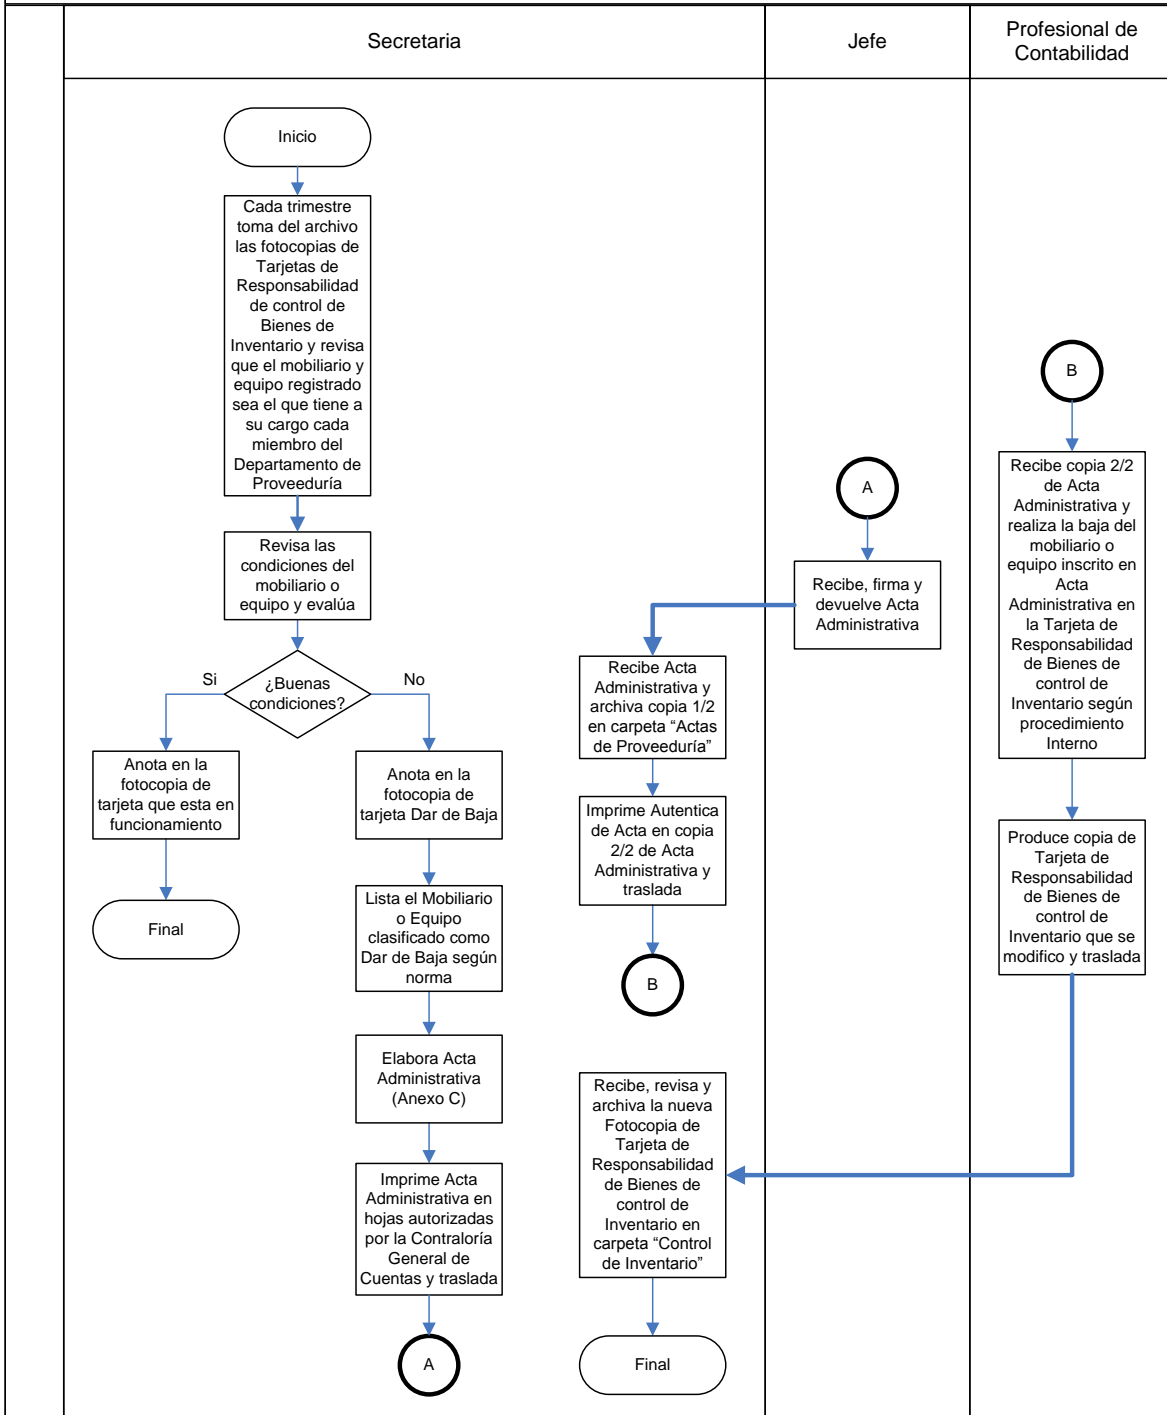 Secretaria
Jefe
Profesional de
Contabilidad
Inicio
Cada trimestre
toma del archivo
las fotocopias de
Tarjetas de
Responsabilidad
de control de
Bienes de
Inventario y revisa
que el mobiliario y
equipo registrado
sea el que tiene a
su cargo cada
miembro del
Departamento de
Proveeduría
Revisa las
condiciones del
mobiliario o
equipo y evalúa
¿Buenas
condiciones?
Si
No
Anota en la
fotocopia de
tarjeta que esta en
funcionamiento
Final
Anota en la
fotocopia de
tarjeta Dar de Baja
Lista el Mobiliario
o Equipo
clasificado como
Dar de Baja según
norma
Elabora Acta
Administrativa
(Anexo C)
Imprime Acta
Administrativa en
hojas autorizadas
por la Contraloría
General de
Cuentas y traslada
A
A
Recibe, firma y
devuelve Acta
Administrativa
Recibe Acta
Administrativa y
archiva copia 1/2
en carpeta “Actas
de Proveeduría”
Imprime Autentica
de Acta en copia
2/2 de Acta
Administrativa y
traslada
B
B
Recibe copia 2/2
de Acta
Administrativa y
realiza la baja del
mobiliario o
equipo inscrito en
Acta
Administrativa en
la Tarjeta de
Responsabilidad
de Bienes de
control de
Inventario según
procedimiento
Interno
Produce copia de
Tarjeta de
Responsabilidad
de Bienes de
control de
Inventario que se
modifico y traslada
Recibe, revisa y
archiva la nueva
Fotocopia de
Tarjeta de
Responsabilidad
de Bienes de
control de
Inventario en
carpeta “Control
de Inventario”
Final